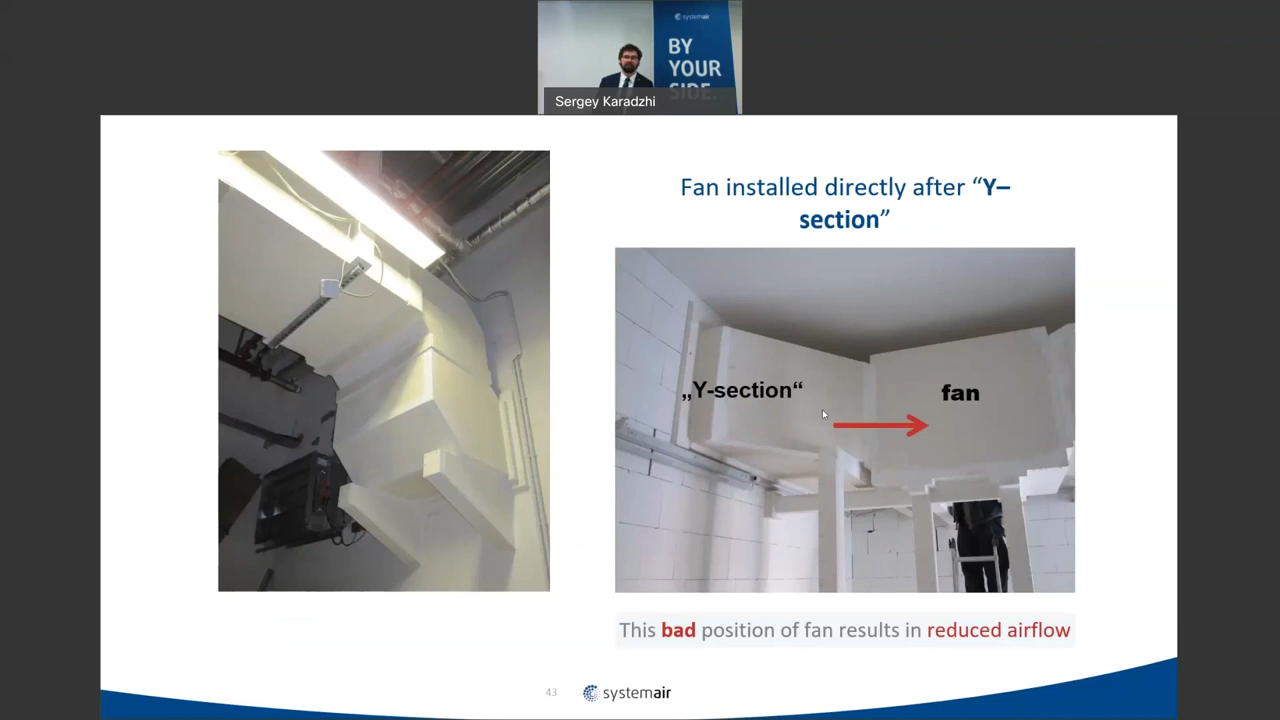 systemair
BY
YOUR
SIDE.
Sergey Karadzhi
Fan installed directly after “Y–
section”
„Y-section“
fan
This bad position of fan results in reduced airflow
43
systemair